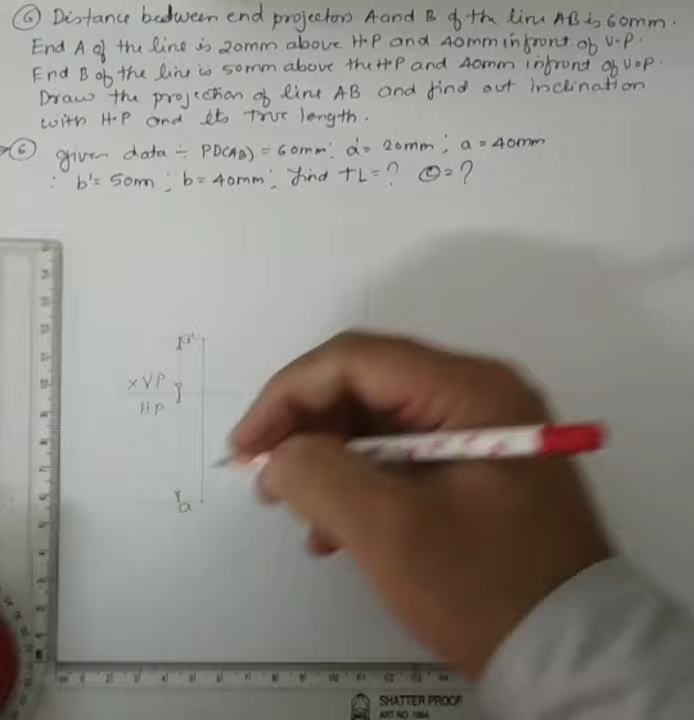 ⑥ Distance bedween end projectors A and B of the line AB is 60mm.
End A of the line is 20mm above H.P and 40mm infront of V.P.
End B of the line is 50mm above the H.P and 40mm infront of V.P.
Draw the projection of line AB and find out inclination
with H.P and its true length.
⑥ given data ÷ PD(AB) = 60mm; a' = 20mm; a = 40mm
; b' = 50mm; b = 40mm; find TL = ? θ = ?
a'
X VP
HP
a
SHATTER PROOF